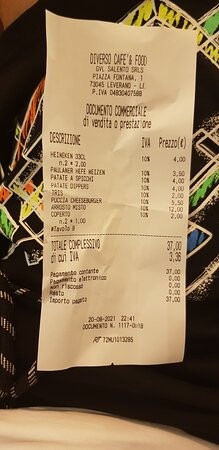 DIVERSO CAFE' & FOOD
GVL SALENTO SRLS
PIAZZA FONTANA, 1
73045 LEVERANO - LE
P.IVA 04830407588
DOCUMENTO COMMERCIALE
di vendita o prestazione
DESCRIZIONE IVA Prezzo(€)
HEINEKEN 33CL 10% 4,00
n.2 * 2,00
PAULANER HEFE WEIZEN 10% 3,50
PATATE A SPICCHI 10% 4,00
PATATE DIPPERS 10% 4,00
TRIS 10% 2,00
PUCCIA CHEESEBURGER 10% 5,50
ARROSTO MISTO 10% 12,00
COPERTO 10% 2,00
n.2 * 1,00
#Tavolo 8
TOTALE COMPLESSIVO 37,00
di cui IVA 3,36
Pagamento contante 37,00
Pagamento elettronico 0,00
Non riscosso 0,00
Resto 0,00
Importo pagato 37,00
20-08-2021 22:41
DOCUMENTO N. 1117-0018
RT 72MU1013285